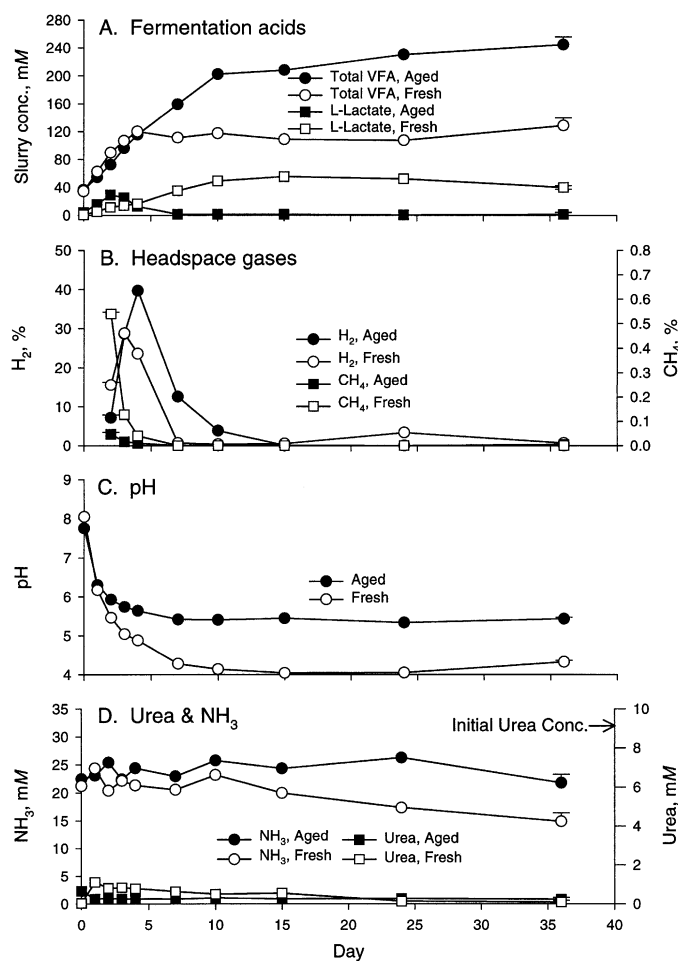 A. Fermentation acids
Slurry conc., mM
280
240
200
160
120
80
40
0
Total VFA, Aged
Total VFA, Fresh
L-Lactate, Aged
L-Lactate, Fresh
B. Headspace gases
H2, %
50
40
30
20
10
0
H2, Aged
H2, Fresh
CH4, Aged
CH4, Fresh
0.8
0.7
0.6
0.5
0.4
0.3
0.2
0.1
0.0
CH4, %
C. pH
pH
9
8
7
6
5
4
Aged
Fresh
D. Urea & NH3
NH3, mM
35
30
25
20
15
10
5
0
Initial Urea Conc.
NH3, Aged
NH3, Fresh
Urea, Aged
Urea, Fresh
10
8
6
4
2
0
Urea, mM
0 5 10 15 20 25 30 35 40
Day